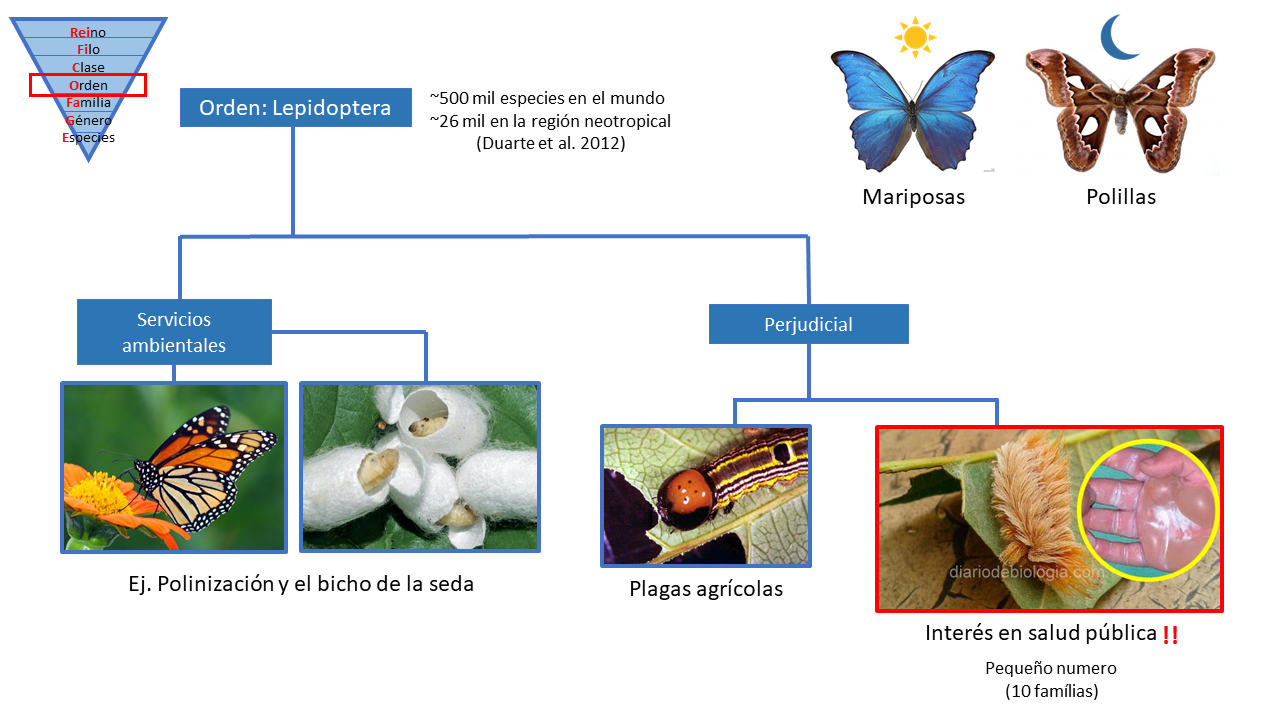 Reino
Filo
Clase
Orden
Familia
Género
Especies
Orden: Lepidoptera
~500 mil especies en el mundo
~26 mil en la región neotropical
(Duarte et al. 2012)
Mariposas
Polillas
Servicios
ambientales
Perjudicial
diariodebiologia.com
Ej. Polinización y el bicho de la seda
Plagas agrícolas
Interés en salud pública !!
Pequeño numero
(10 famílias)